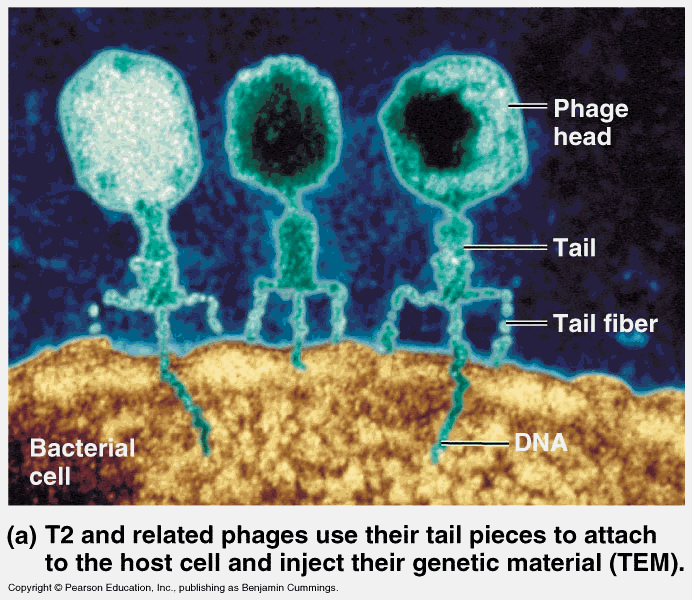 Phage
head
Tail
Tail fiber
Bacterial
cell
DNA
(a) T2 and related phages use their tail pieces to attach
to the host cell and inject their genetic material (TEM).
Copyright © Pearson Education, Inc., publishing as Benjamin Cummings.